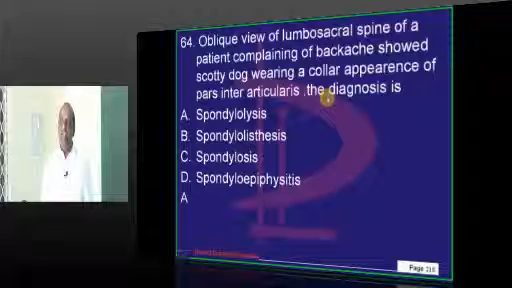 64. Oblique view of lumbosacral spine of a
patient complaining of backache showed
scotty dog wearing a collar appearence of
pars inter articularis .the diagnosis is
A. Spondylolysis
B. Spondylolisthesis
C. Spondylosis
D. Spondyloepiphysitis
A
Page 218